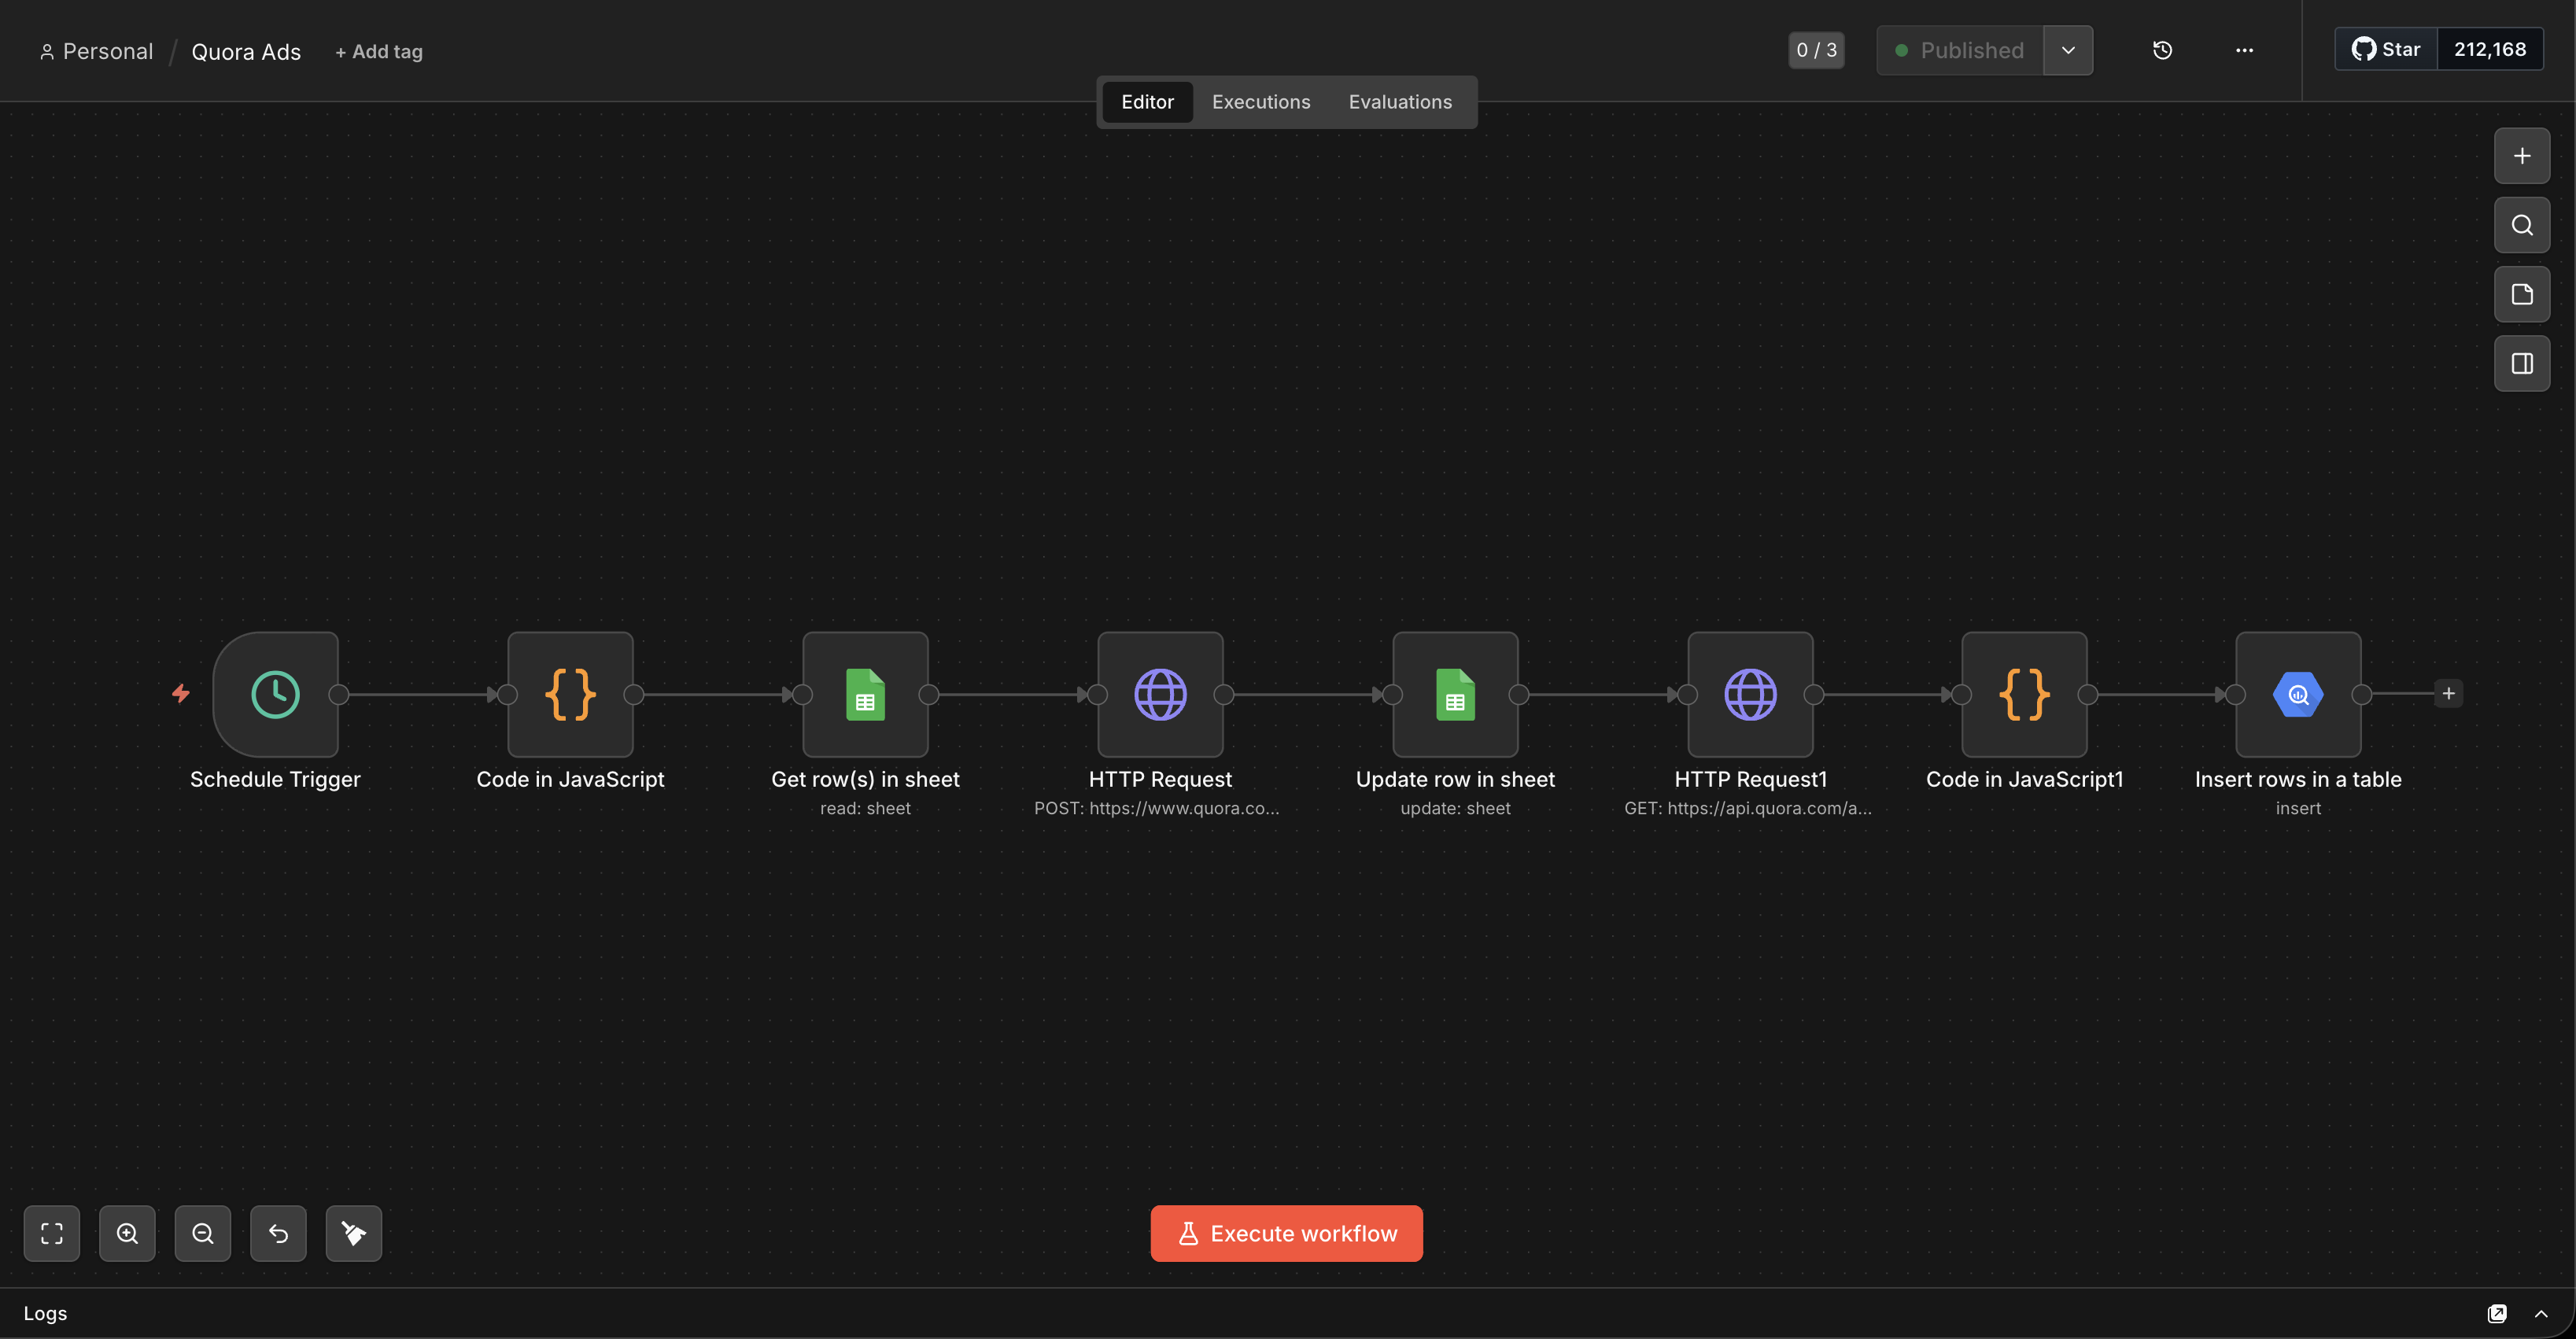 Personal / Quora Ads + Add tag
0 / 3
Published
Star 212,168
Editor Executions Evaluations
Schedule Trigger
Code in JavaScript
Get row(s) in sheet
read: sheet
HTTP Request
POST: https://www.quora.co...
Update row in sheet
update: sheet
HTTP Request1
GET: https://api.quora.com/a...
Code in JavaScript1
Insert rows in a table
insert
Execute workflow
Logs